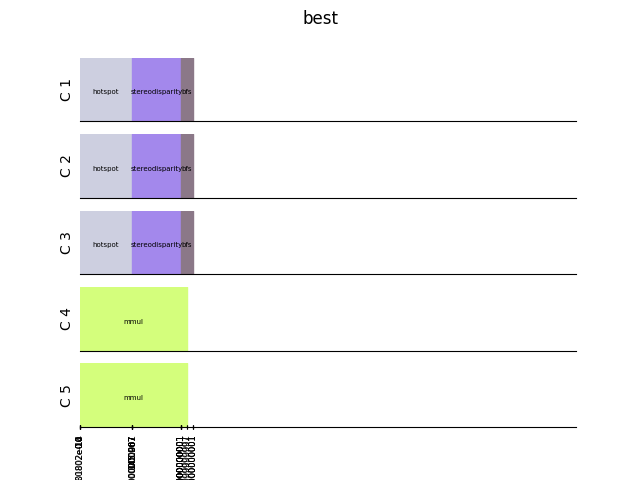 best
C 1
hotspot
stereodisparity
bfs
C 2
hotspot
stereodisparity
bfs
C 3
hotspot
stereodisparity
bfs
C 4
mmul
C 5
mmul